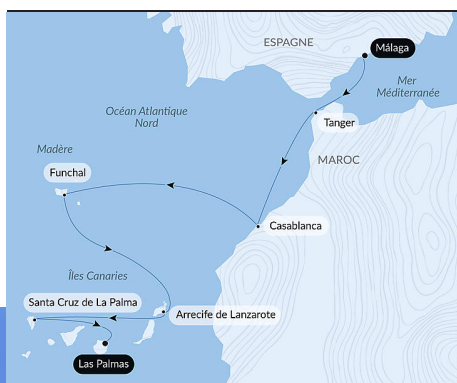 ESPAGNE
Málaga
Mer
Méditerranée
Océan Atlantique
Nord
Tanger
Madère
MAROC
Funchal
Casablanca
Îles Canaries
Santa Cruz de La Palma
Arrecife de Lanzarote
Las Palmas